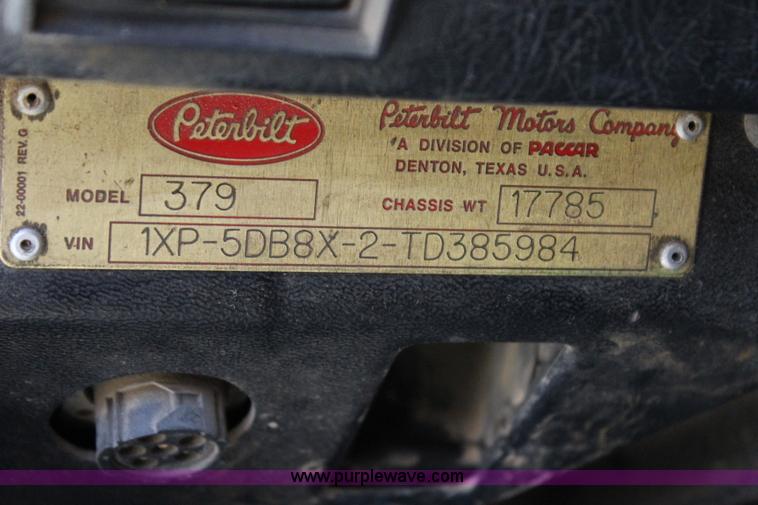 Peterbilt
Peterbilt Motors Company
A DIVISION OF PACCAR
DENTON, TEXAS U.S.A.
22-00001 REV. G
MODEL 379
CHASSIS WT 17785
VIN 1XP-5DB8X-2-TD385984
www.purplewave.com